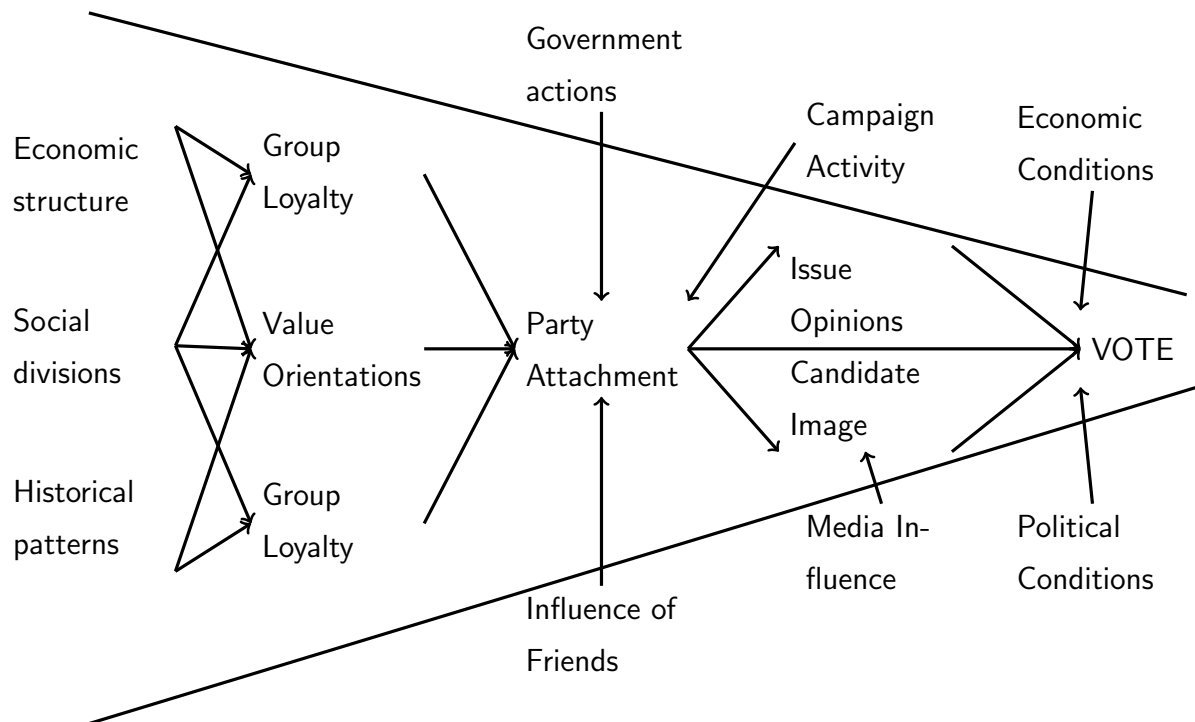 Economic
structure
Social
divisions
Historical
patterns
Group
Loyalty
Value
Orientations
Group
Loyalty
Government
actions
Party
Attachment
Influence of
Friends
Campaign
Activity
Issue
Opinions
Candidate
Image
Media In-
fluence
Economic
Conditions
VOTE
Political
Conditions